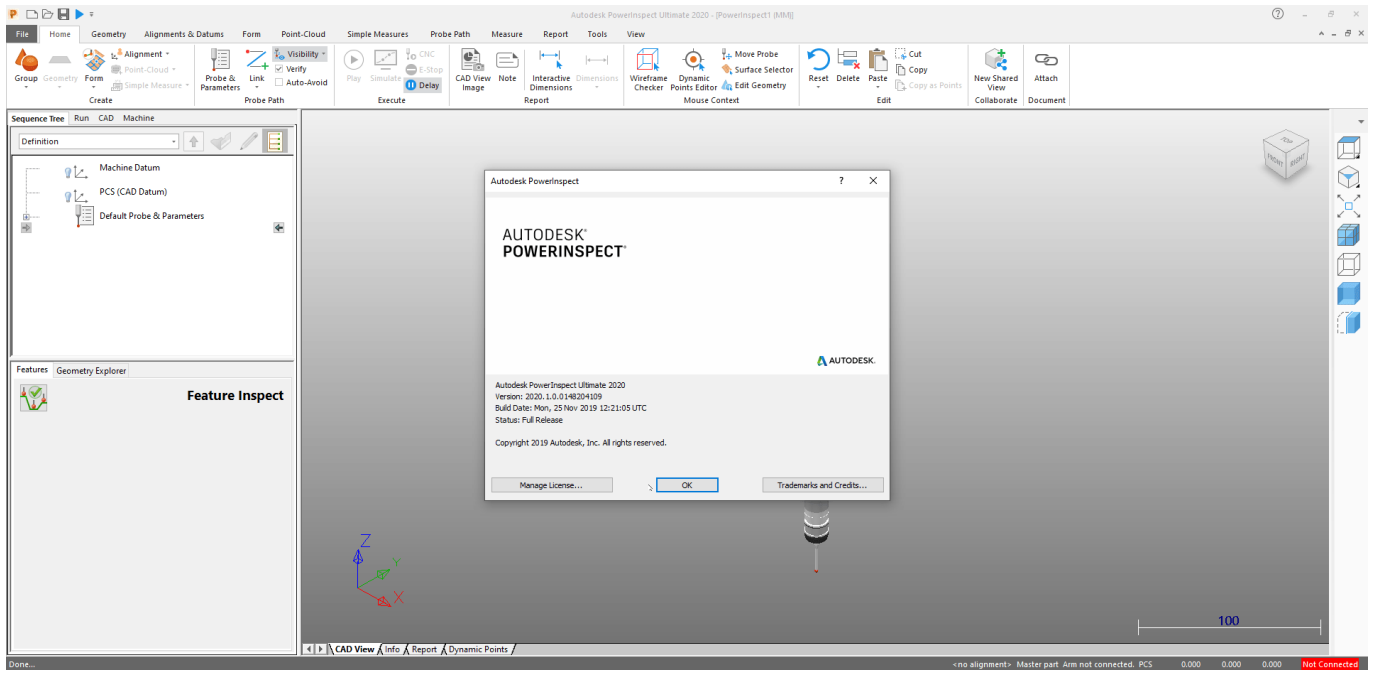 Autodesk PowerInspect Ultimate 2020 - [PowerInspect1 (MM)]
File Home Geometry Alignments & Datums Form Point-Cloud Simple Measures Probe Path Measure Report Tools View
Group Geometry Form Alignment Point-Cloud Simple Measure
Create
Probe & Parameters Link Visibility Verify Auto-Avoid
Probe Path
Play Simulate CNC E-Stop Delay
Execute
CAD View Image Note Interactive Dimensions Dimensions
Report
Wireframe Checker Dynamic Points Editor Move Probe Surface Selector Edit Geometry
Mouse Context
Reset Delete Paste Cut Copy Copy as Points
Edit
New Shared View
Collaborate
Attach
Document
Sequence Tree Run CAD Machine
Definition
Machine Datum
PCS (CAD Datum)
Default Probe & Parameters
Features Geometry Explorer
Feature Inspect
Autodesk PowerInspect
AUTODESK®
POWERINSPECT®
AUTODESK.
Autodesk PowerInspect Ultimate 2020
Version: 2020.1.0.0148204109
Build Date: Mon, 25 Nov 2019 12:21:05 UTC
Status: Full Release
Copyright 2019 Autodesk, Inc. All rights reserved.
Manage License... OK Trademarks and Credits...
FRONT RIGHT
Z
Y
X
100
CAD View Info Report Dynamic Points
Done... <no alignment> Master part Arm not connected. PCS 0.000 0.000 0.000 Not Connected